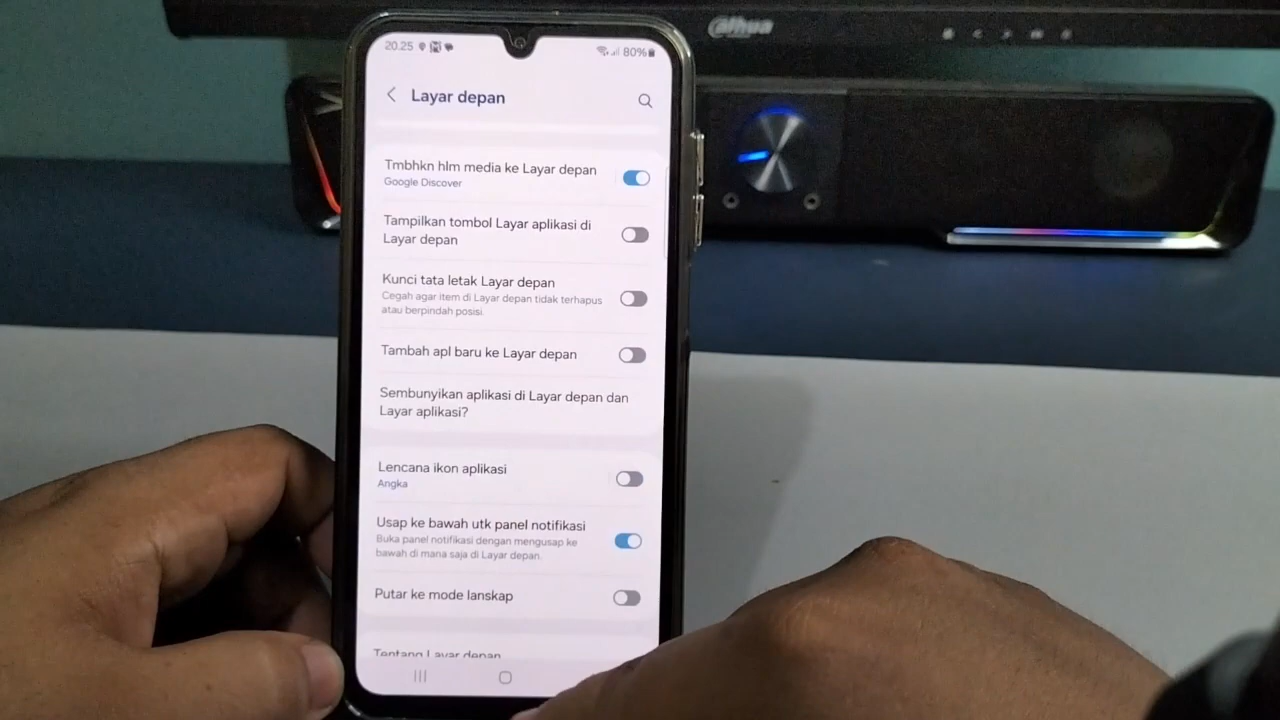 alhua
20.25
80%
Layar depan
Tmbhkn hlm media ke Layar depan
Google Discover
Tampilkan tombol Layar aplikasi di
Layar depan
Kunci tata letak Layar depan
Cegah agar item di Layar depan tidak terhapus
atau berpindah posisi
Tambah apl baru ke Layar depan
Sembunyikan aplikasi di Layar depan dan
Layar aplikasi?
Lencana ikon aplikasi
Angka
Usap ke bawah utk panel notifikasi
Buka panel notifikasi dengan mengusap ke
bawah di mana saja di Layar depan.
Putar ke mode lanskap
Tentang Layar depan